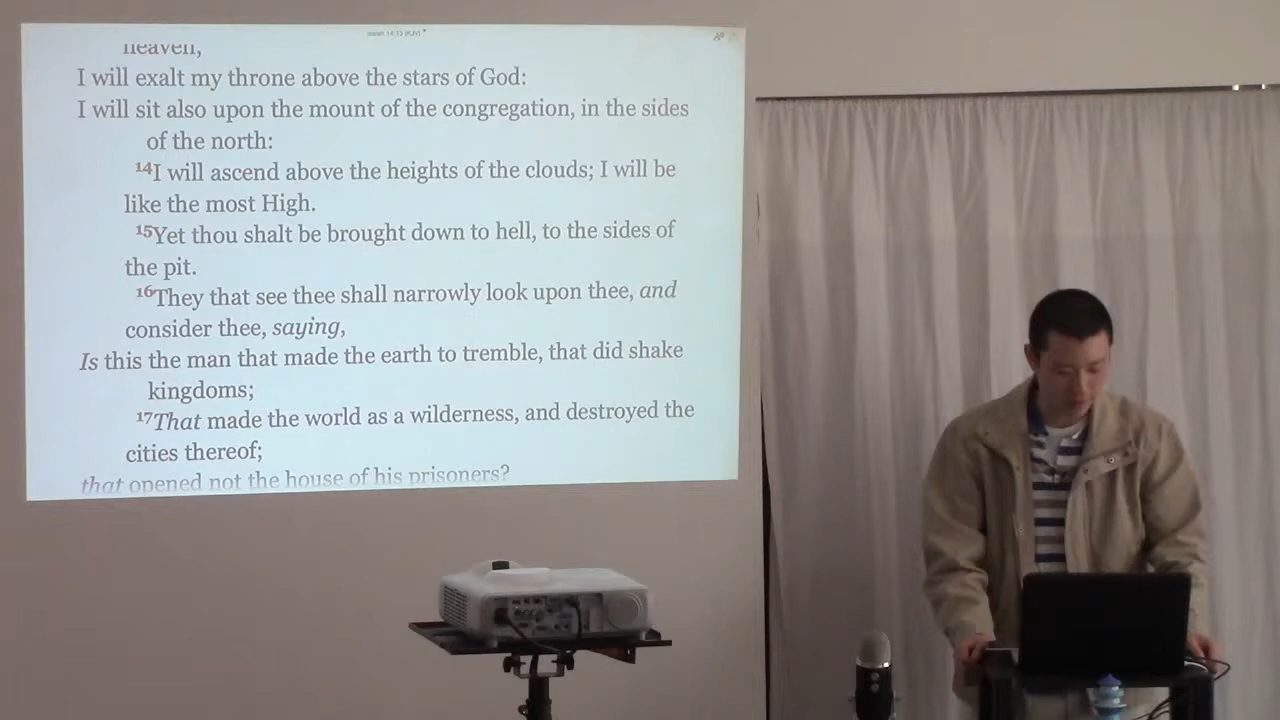 Isaiah 14:13 (KJV)
heaven,
I will exalt my throne above the stars of God:
I will sit also upon the mount of the congregation, in the sides
of the north:
14I will ascend above the heights of the clouds; I will be
like the most High.
15Yet thou shalt be brought down to hell, to the sides of
the pit.
16They that see thee shall narrowly look upon thee, and
consider thee, saying,
Is this the man that made the earth to tremble, that did shake
kingdoms;
17That made the world as a wilderness, and destroyed the
cities thereof;
that opened not the house of his prisoners?